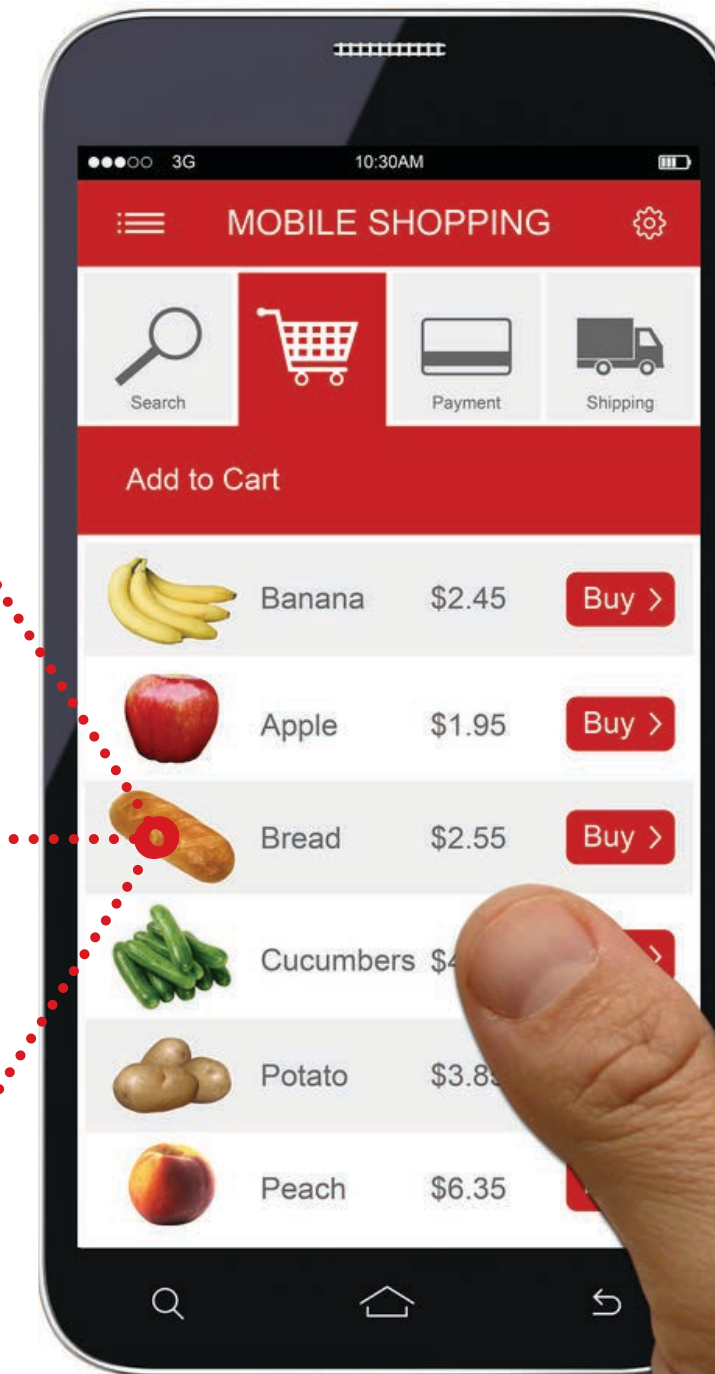 3G 10:30AM
MOBILE SHOPPING
Search Payment Shipping
Add to Cart
Banana $2.45 Buy >
Apple $1.95 Buy >
Bread $2.55 Buy >
Cucumbers
Potato
Peach $6.35